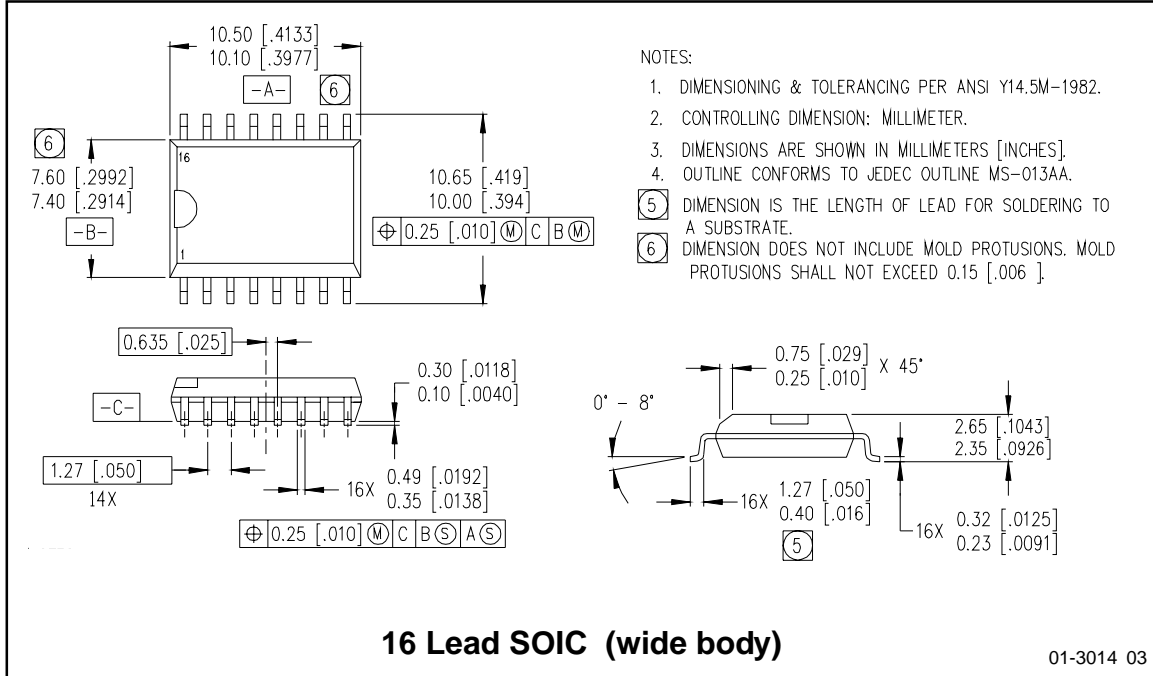 10.50 [.4133]
10.10 [.3977]
-A-
6
6
7.60 [.2992]
7.40 [.2914]
-B-
16
1
10.65 [.419]
10.00 [.394]
⌖ 0.25 [.010] Ⓜ C B Ⓜ
NOTES:
1. DIMENSIONING & TOLERANCING PER ANSI Y14.5M-1982.
2. CONTROLLING DIMENSION: MILLIMETER.
3. DIMENSIONS ARE SHOWN IN MILLIMETERS [INCHES].
4. OUTLINE CONFORMS TO JEDEC OUTLINE MS-013AA.
5 DIMENSION IS THE LENGTH OF LEAD FOR SOLDERING TO
A SUBSTRATE.
6 DIMENSION DOES NOT INCLUDE MOLD PROTUSIONS. MOLD
PROTUSIONS SHALL NOT EXCEED 0.15 [.006 ].
0.635 [.025]
0.30 [.0118]
0.10 [.0040]
-C-
1.27 [.050]
14X
16X 0.49 [.0192]
0.35 [.0138]
⌖ 0.25 [.010] Ⓜ C B Ⓢ A Ⓢ
0.75 [.029]
0.25 [.010] X 45°
0° - 8°
2.65 [.1043]
2.35 [.0926]
16X 1.27 [.050]
0.40 [.016]
5
16X 0.32 [.0125]
0.23 [.0091]
16 Lead SOIC (wide body)
01-3014 03